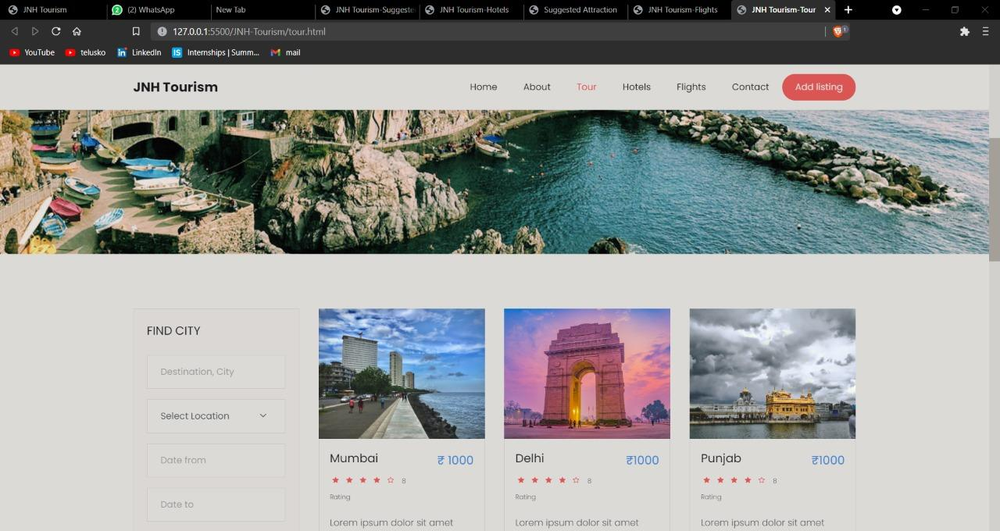 JNH Tourism
(2) WhatsApp
New Tab
JNH Tourism-Suggeste
JNH Tourism-Hotels
Suggested Attraction
JNH Tourism-Flights
JNH Tourism-Tour
127.0.0.1:5500/JNH-Tourism/tour.html
1
YouTube
telusko
in
LinkedIn
IS
Internships | Summ...
mail
JNH Tourism
Home
About
Tour
Hotels
Flights
Contact
Add listing
FIND CITY
Destination, City
Select Location
Date from
Date to
Mumbai ₹ 1000
8
Rating
Lorem ipsum dolor sit amet
Delhi ₹1000
8
Rating
Lorem ipsum dolor sit amet
Punjab ₹1000
8
Rating
Lorem ipsum dolor sit amet